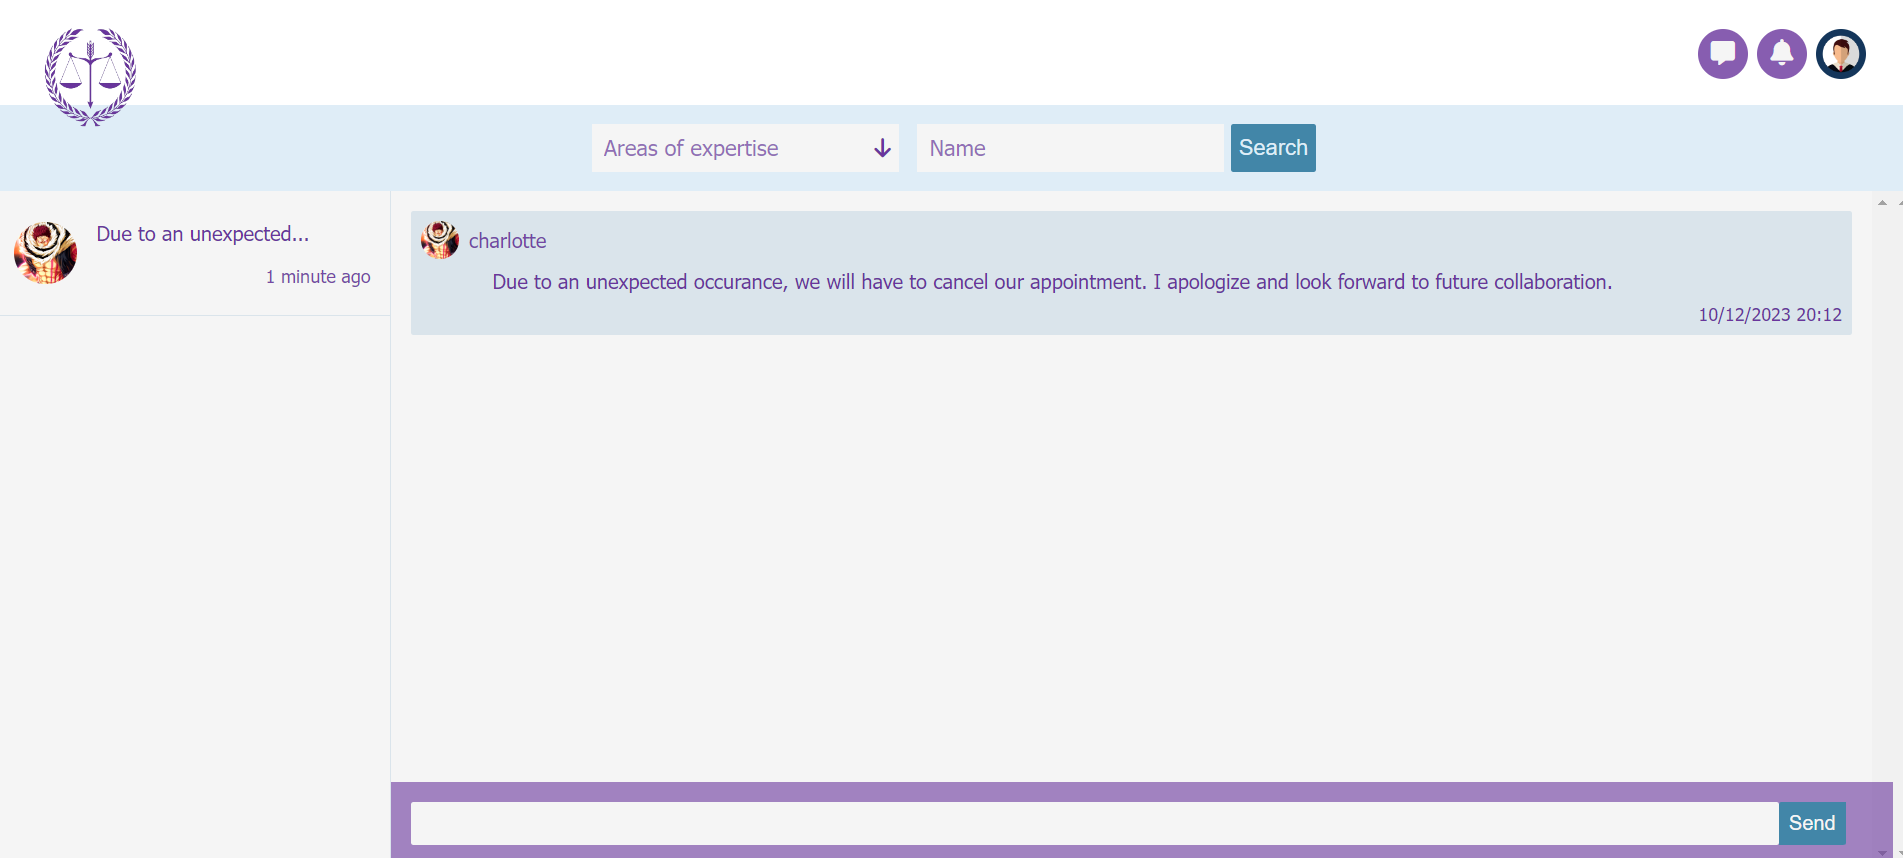 Areas of expertise
Name
Search
Due to an unexpected...
1 minute ago
charlotte
Due to an unexpected occurance, we will have to cancel our appointment. I apologize and look forward to future collaboration.
10/12/2023 20:12
Send